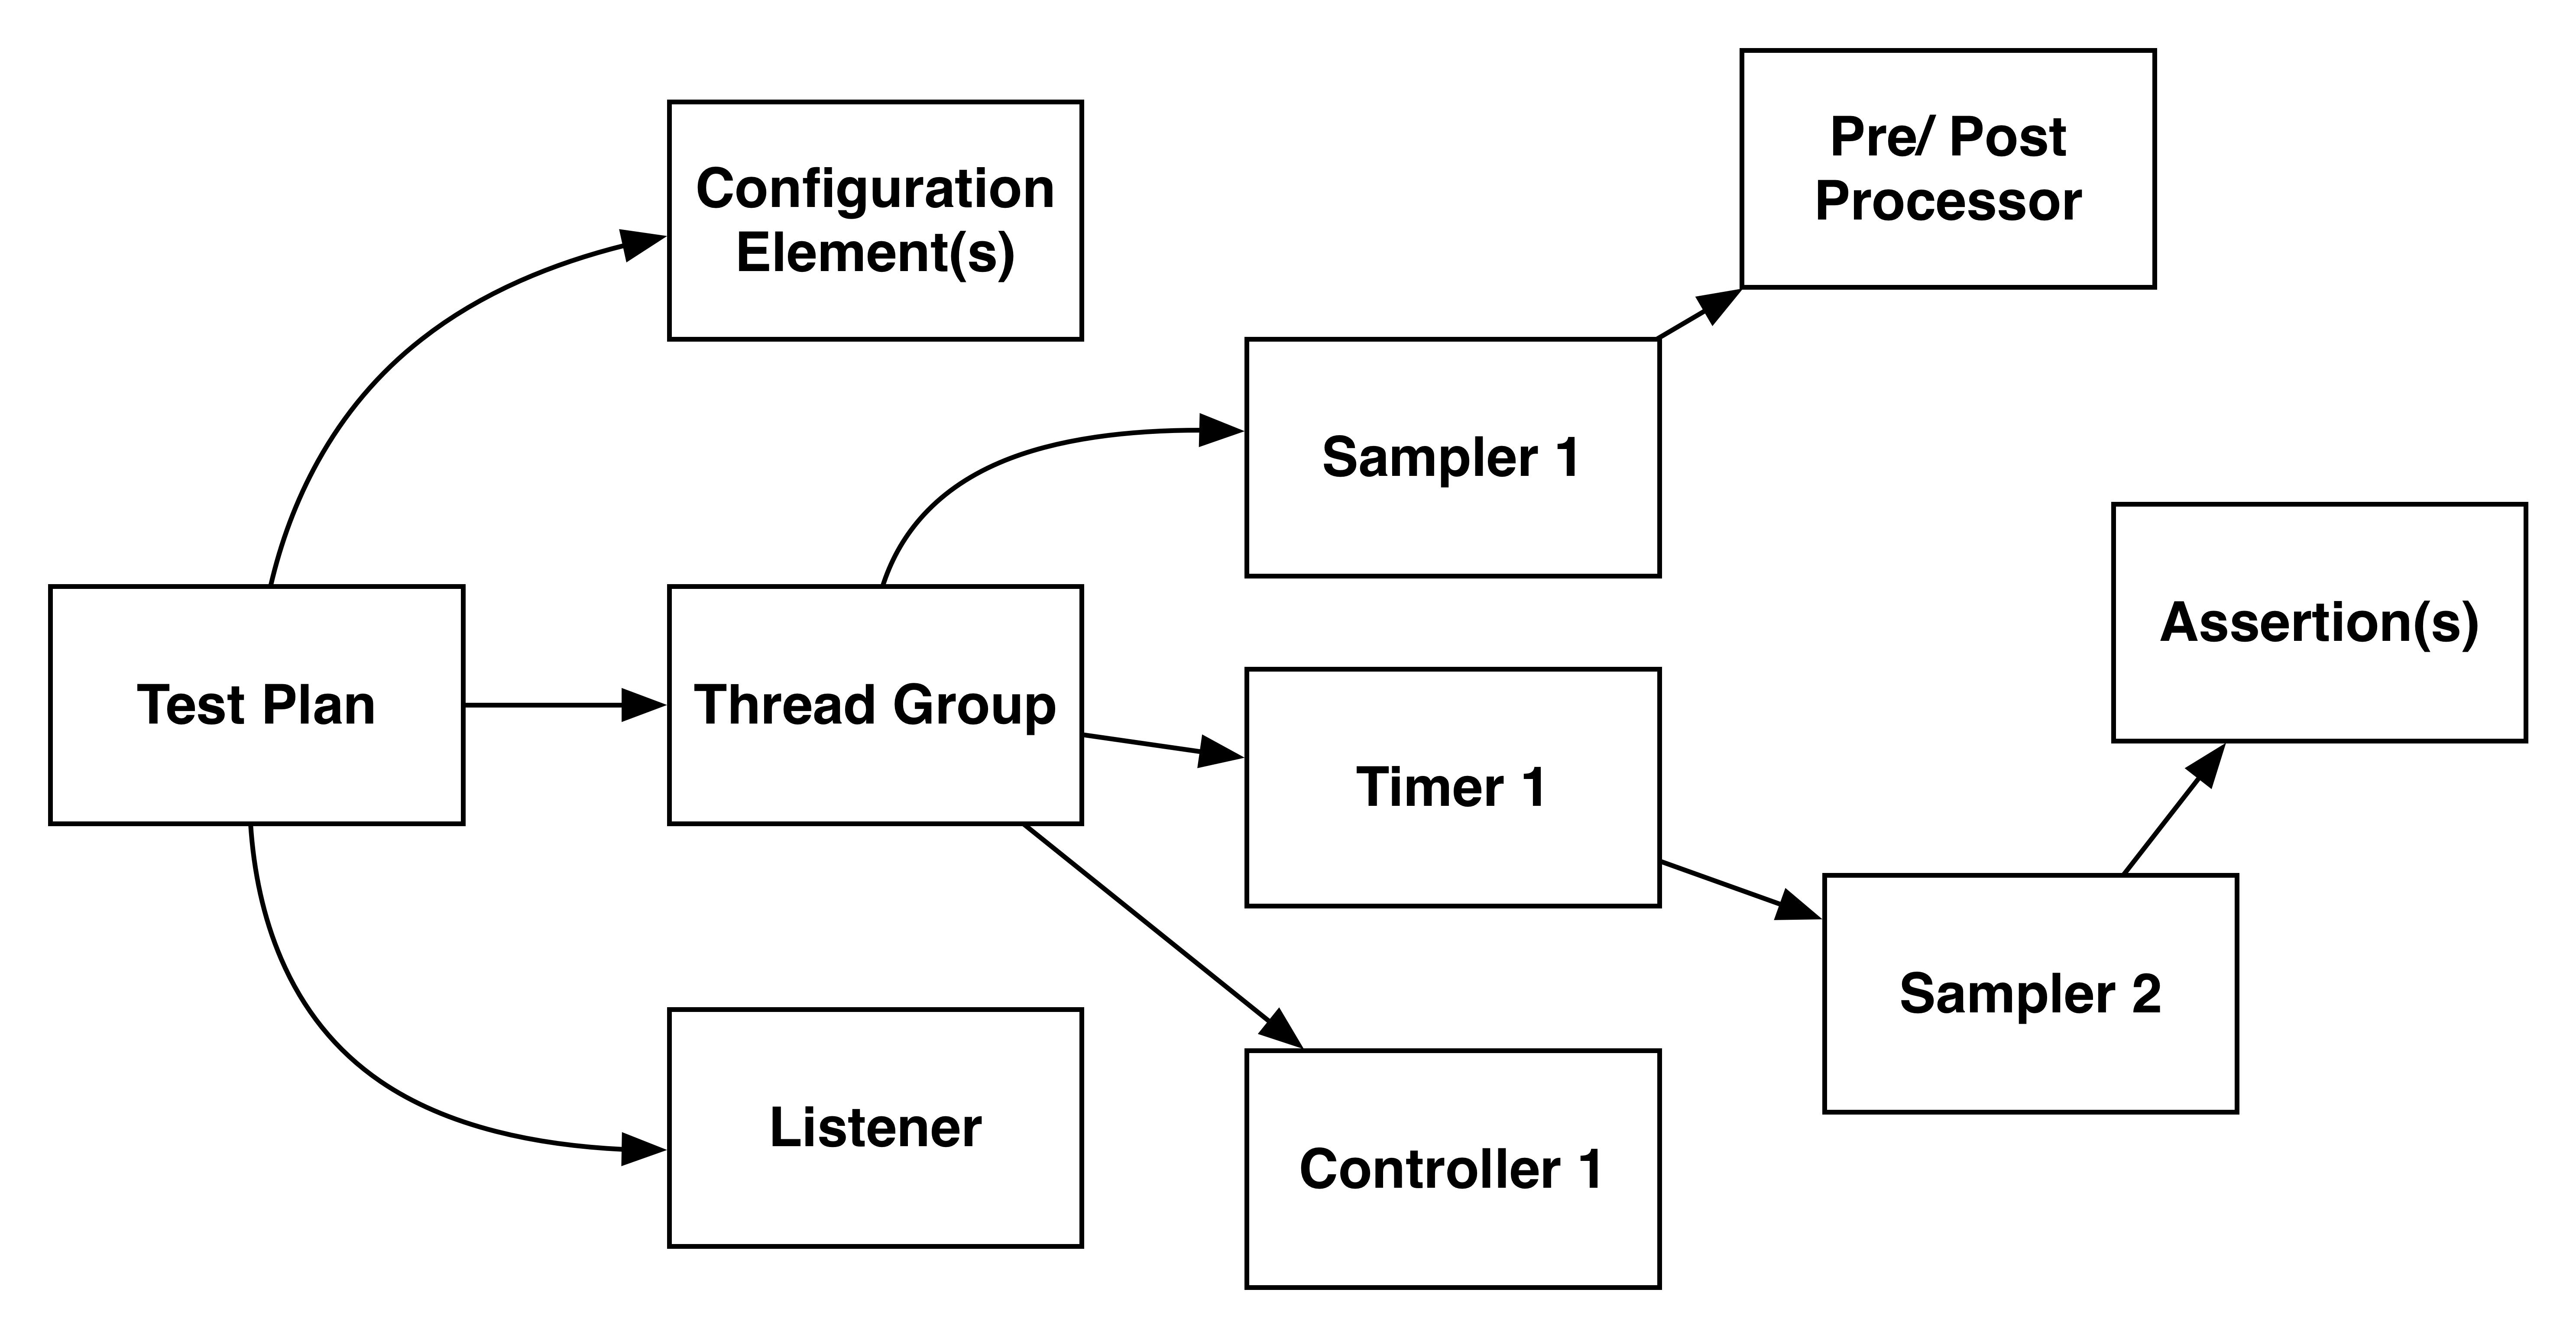 Pre/ Post
Processor
Configuration
Element(s)
Sampler 1
Assertion(s)
Test Plan
Thread Group
Timer 1
Sampler 2
Listener
Controller 1